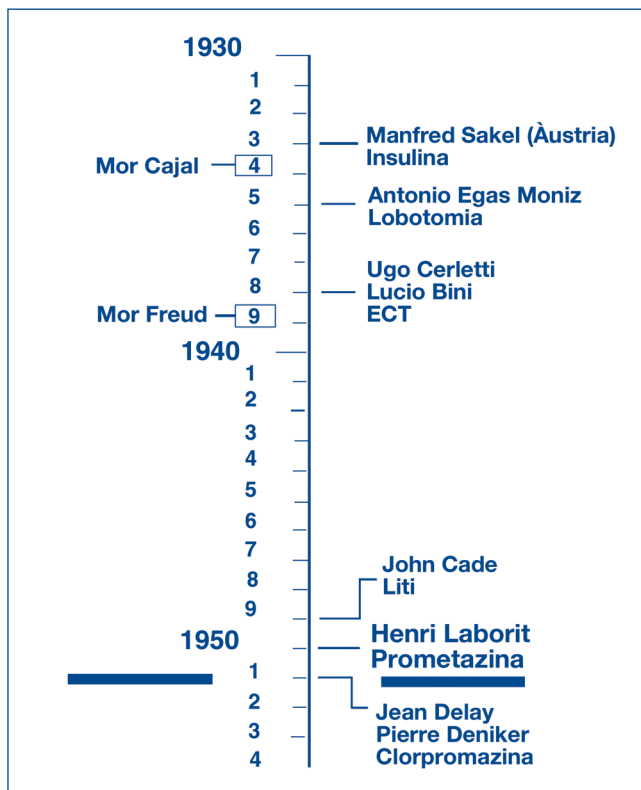 1930
1
2
3
Manfred Sakel (Àustria)
Insulina
Mor Cajal
4
5
Antonio Egas Moniz
Lobotomia
6
7
8
Ugo Cerletti
Lucio Bini
ECT
Mor Freud
9
1940
1
2
3
4
5
6
7
8
9
John Cade
Liti
1950
Henri Laborit
Prometazina
1
2
3
4
Jean Delay
Pierre Deniker
Clorpromazina